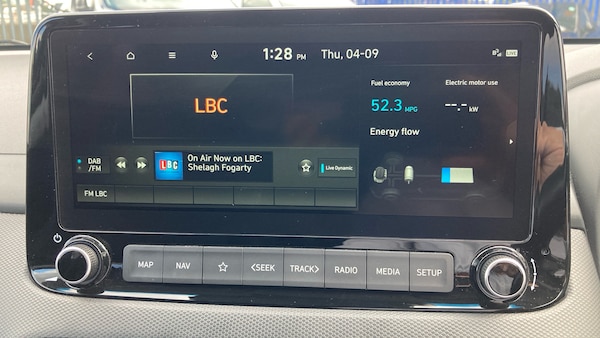 1:28 PM Thu, 04-09
LIVE
Fuel economy
Electric motor use
LBC
52.3 MPG
--.- kW
Energy flow
DAB
/FM
LBC
On Air Now on LBC:
Shelagh Fogarty
Live Dynamic
FM LBC
MAP
NAV
<SEEK
TRACK>
RADIO
MEDIA
SETUP